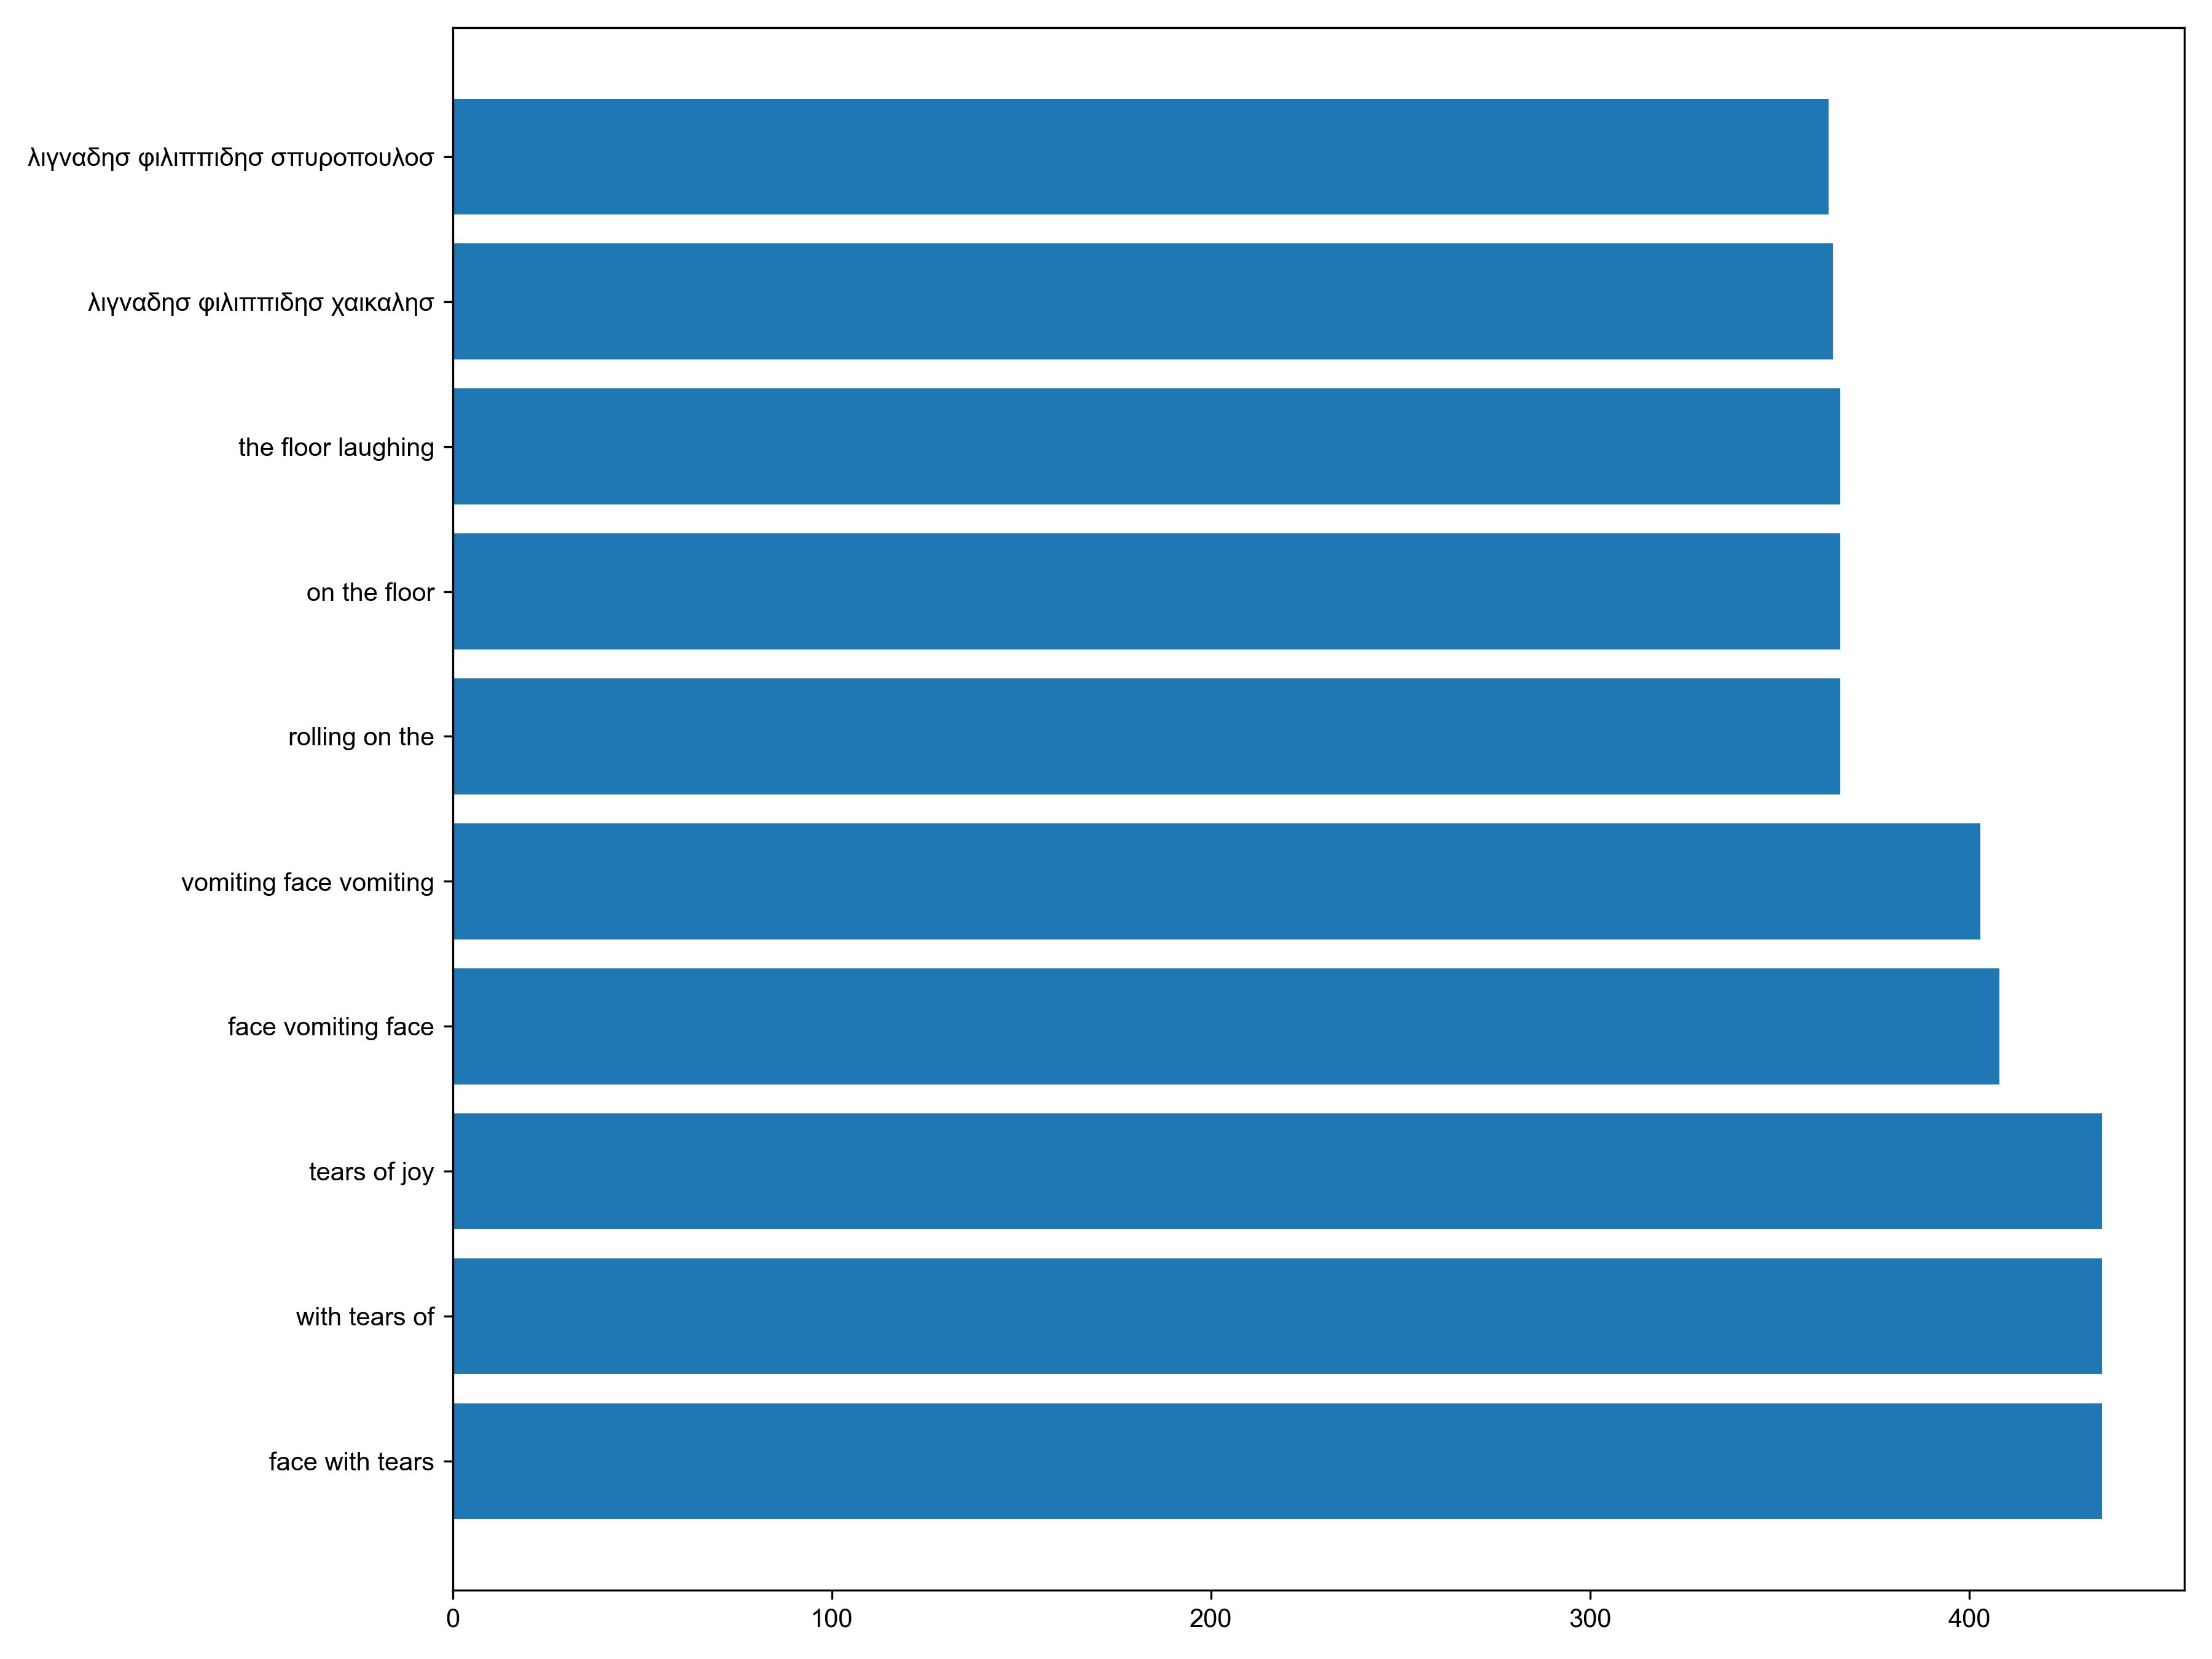 λιγναδησ φιλιππιδησ σπυροπουλοσ
λιγναδησ φιλιππιδησ χαικαλησ
the floor laughing
on the floor
rolling on the
vomiting face vomiting
face vomiting face
tears of joy
with tears of
face with tears
0 100 200 300 400